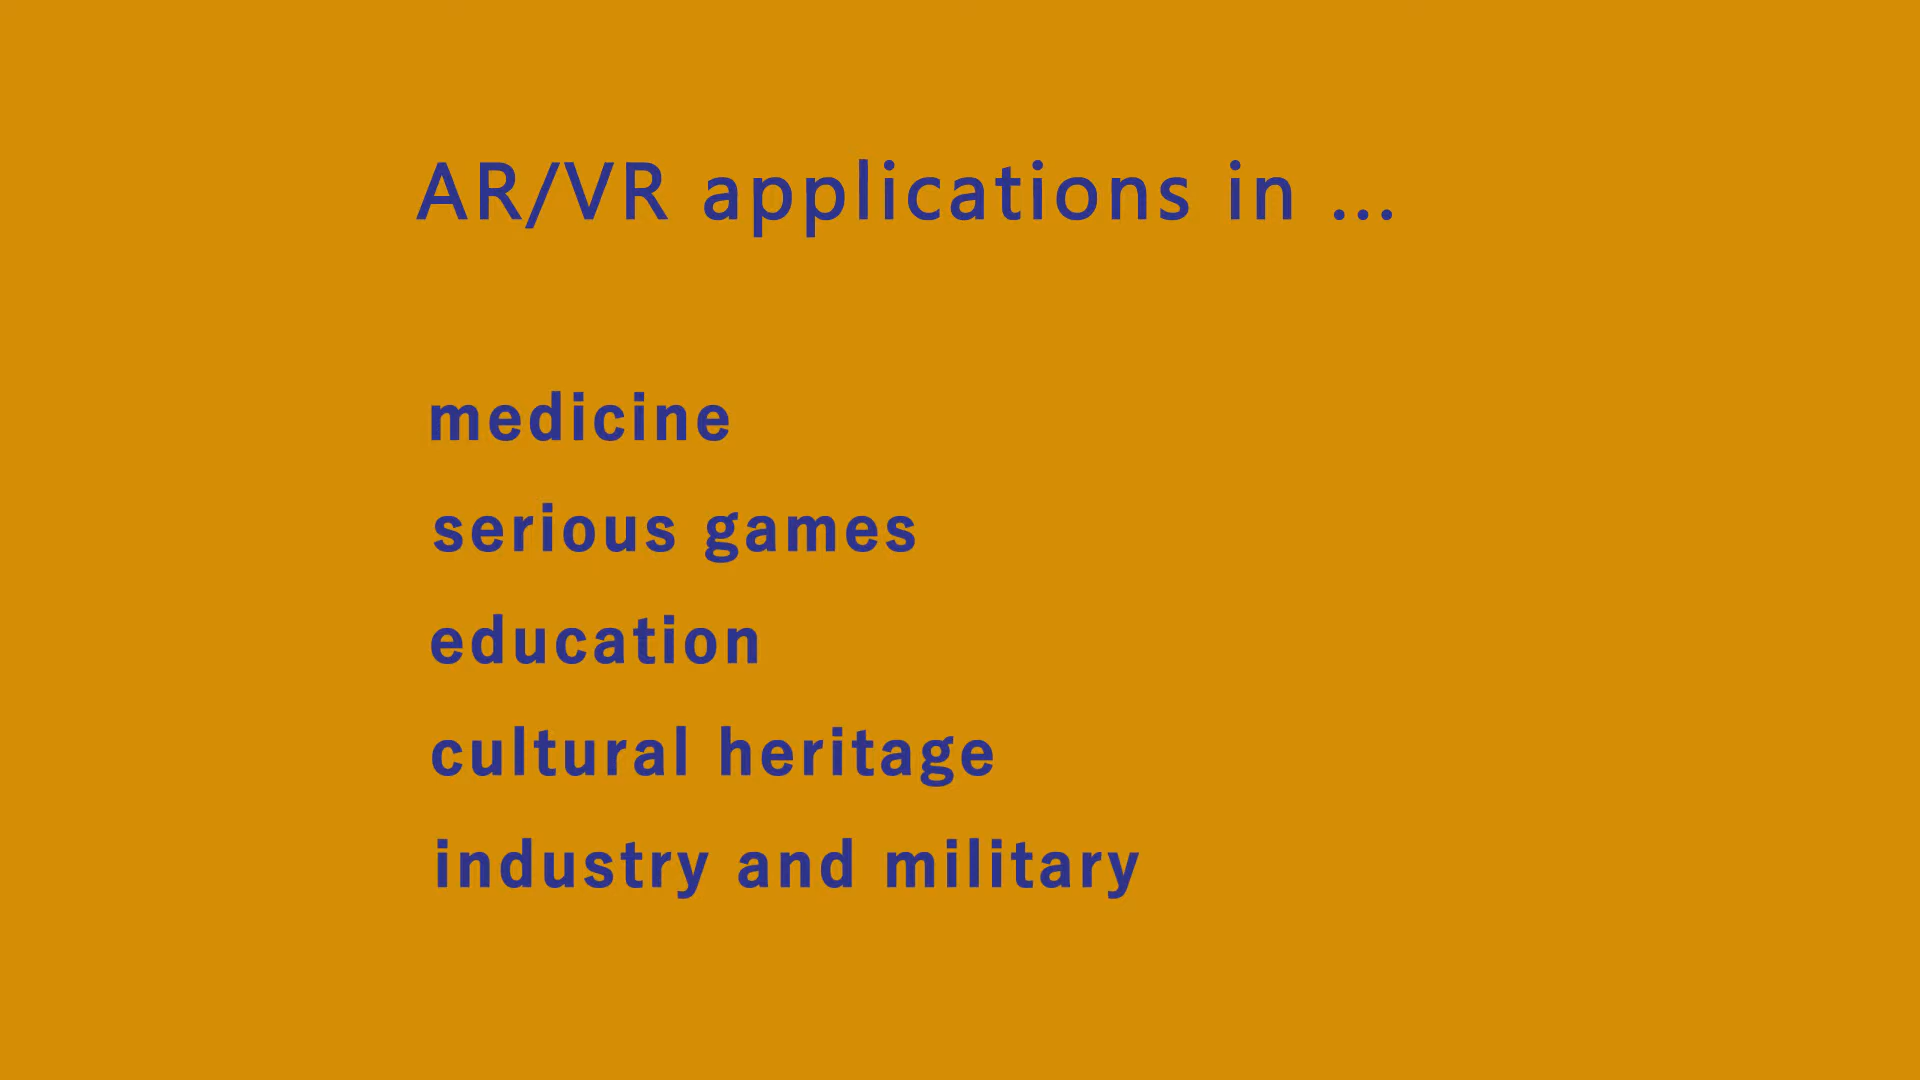 AR/VR applications in ...
medicine
serious games
education
cultural heritage
industry and military